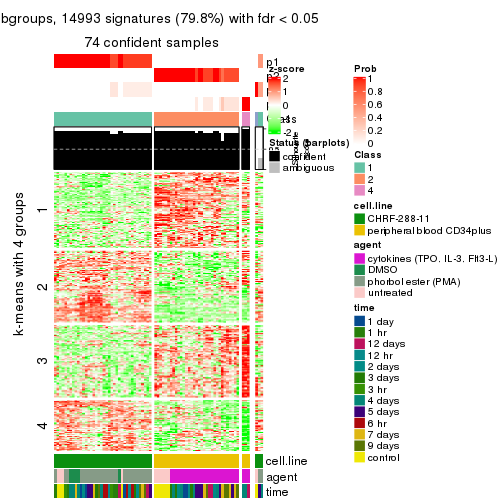 bgroups, 14993 signatures (79.8%) with fdr < 0.05
74 confident samples
p1
z-score
2
1
0
-1
-2
Prob
1
0.8
0.6
0.4
0.2
0
Status (barplots)
confident
ambiguous
Class
1
2
4
k-means with 4 groups
1
2
3
4
cell.line
CHRF-288-11
peripheral blood CD34plus
agent
cytokines (TPO, IL-3, Flt3-L)
DMSO
phorbol ester (PMA)
untreated
time
1 day
1 hr
12 days
12 hr
2 days
3 days
3 hr
4 days
5 days
6 hr
7 days
9 days
control
cell.line
agent
time